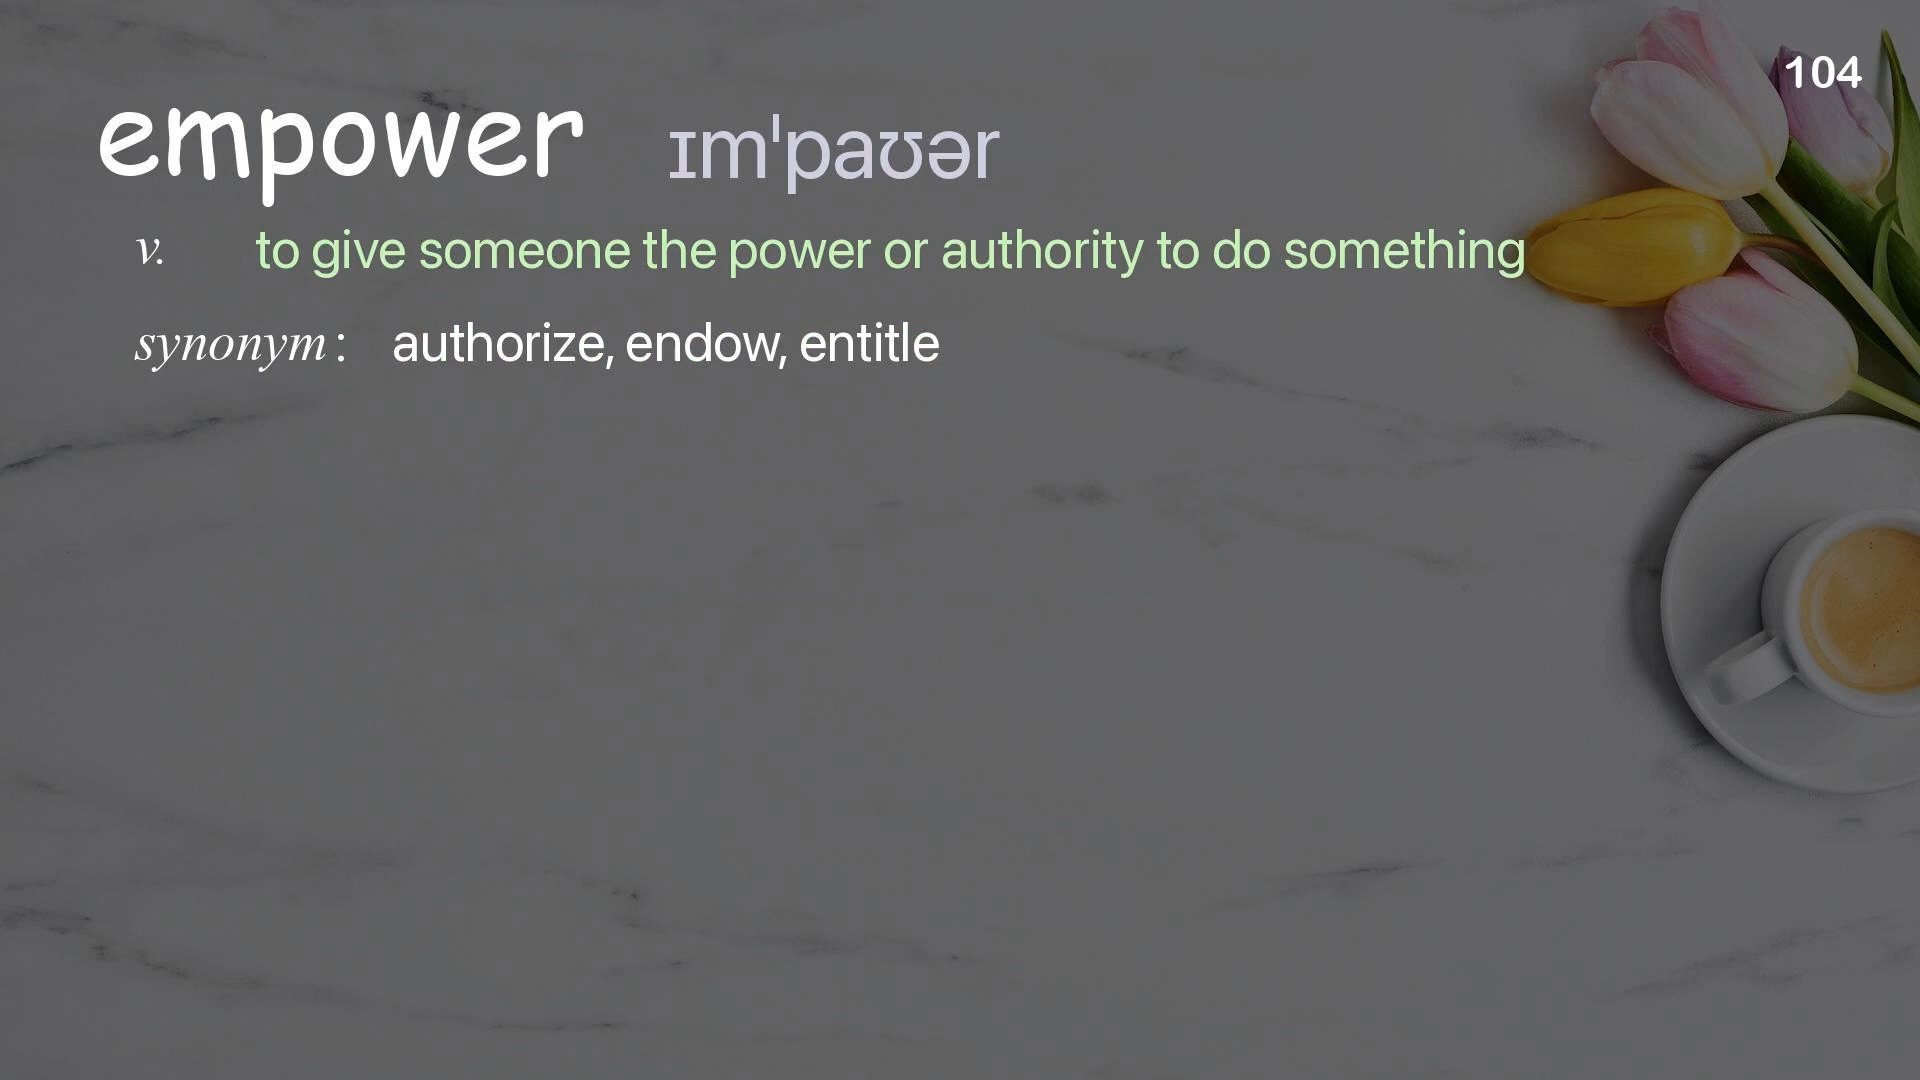 104
empower ɪmˈpaʊər
v. to give someone the power or authority to do something
synonym : authorize, endow, entitle